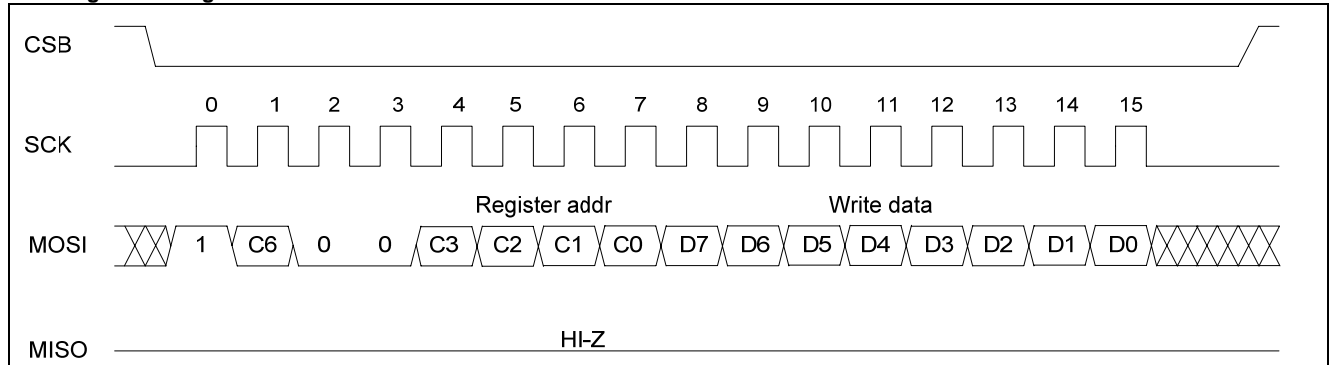 CSB
0 1 2 3 4 5 6 7 8 9 10 11 12 13 14 15
SCK
Register addr Write data
MOSI 1 C6 0 0 C3 C2 C1 C0 D7 D6 D5 D4 D3 D2 D1 D0
HI-Z
MISO